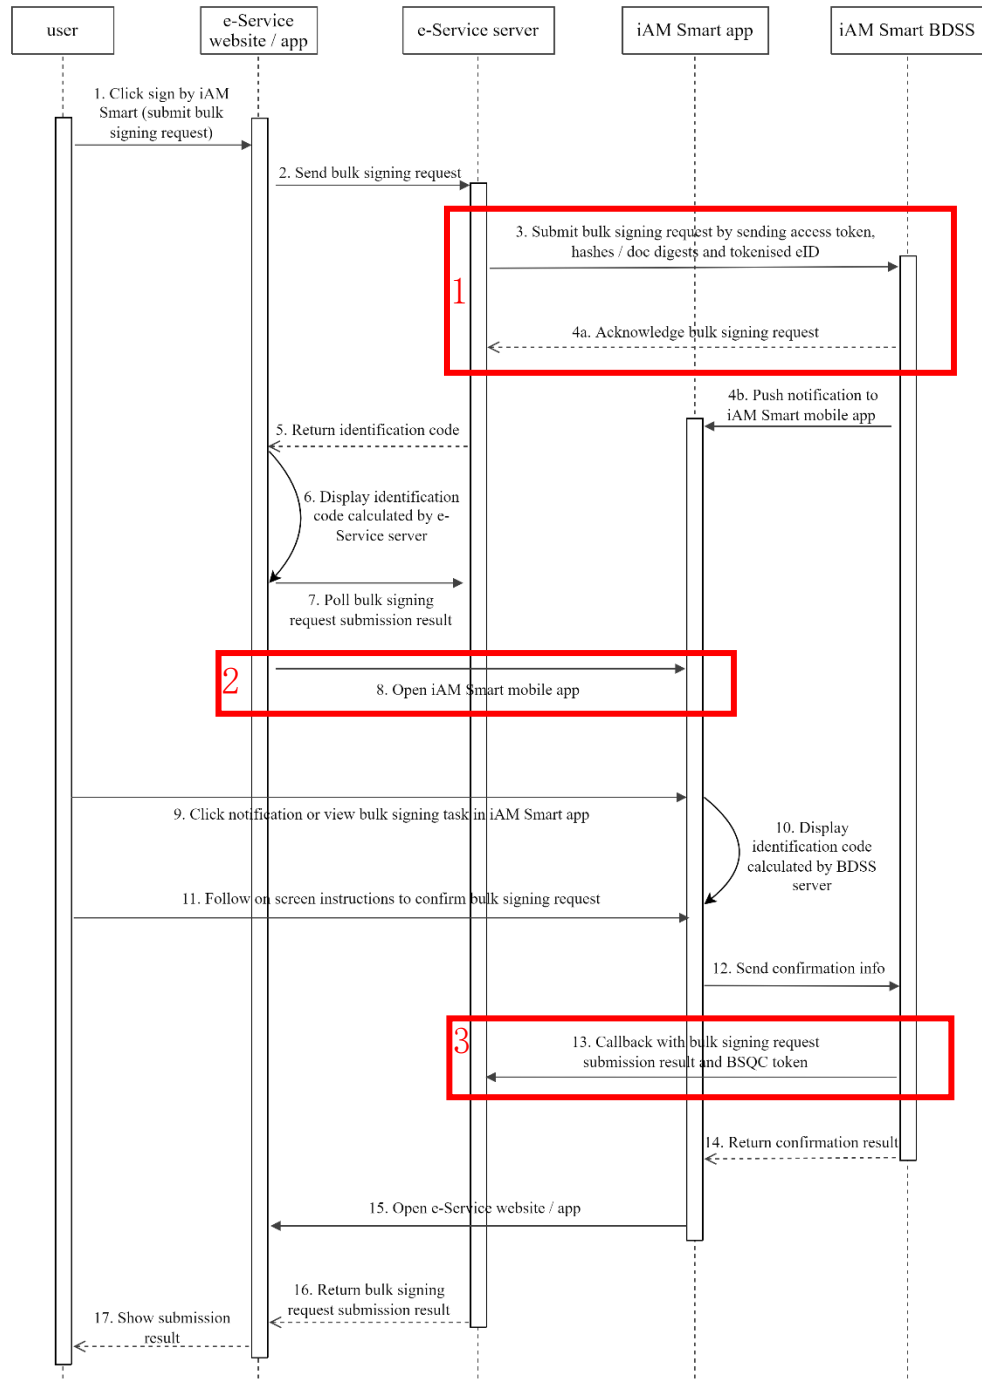 user
e-Service
website / app
e-Service server
iAM Smart app
iAM Smart BDSS
1. Click sign by iAM
Smart (submit bulk
signing request)
2. Send bulk signing request
3. Submit bulk signing request by sending access token,
hashes / doc digests and tokenised eID
1
4a. Acknowledge bulk signing request
4b. Push notification to
iAM Smart mobile app
5. Return identification code
6. Display identification
code calculated by e-
Service server
7. Poll bulk signing
request submission result
2
8. Open iAM Smart mobile app
9. Click notification or view bulk signing task in iAM Smart app
10. Display
identification code
calculated by BDSS
server
11. Follow on screen instructions to confirm bulk signing request
12. Send confirmation info
3
13. Callback with bulk signing request
submission result and BSQC token
14. Return confirmation result
15. Open e-Service website / app
16. Return bulk signing
request submission result
17. Show submission
result